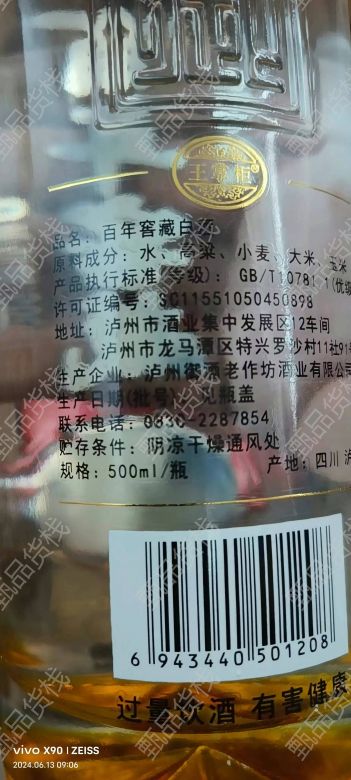 王掌柜
品名：百年窖藏白酒
原料成分：水、高粱、小麦、大米、玉米
产品执行标准(等级)：GB/T10781.1(优级
许可证编号：SC11551050450898
地址：泸州市酒业集中发展区12车间
泸州市龙马潭区特兴罗沙村11社91
生产企业：泸州御酒老作坊酒业有限公司
生产日期(批号)：见瓶盖
联系电话：0830-2287854
贮存条件：阴凉干燥通风处
规格：500ml/瓶 产地：四川
6 943440 501208
过量饮酒 有害健康
甄品货栈
vivo X90 | ZEISS
2024.06.13 09:06